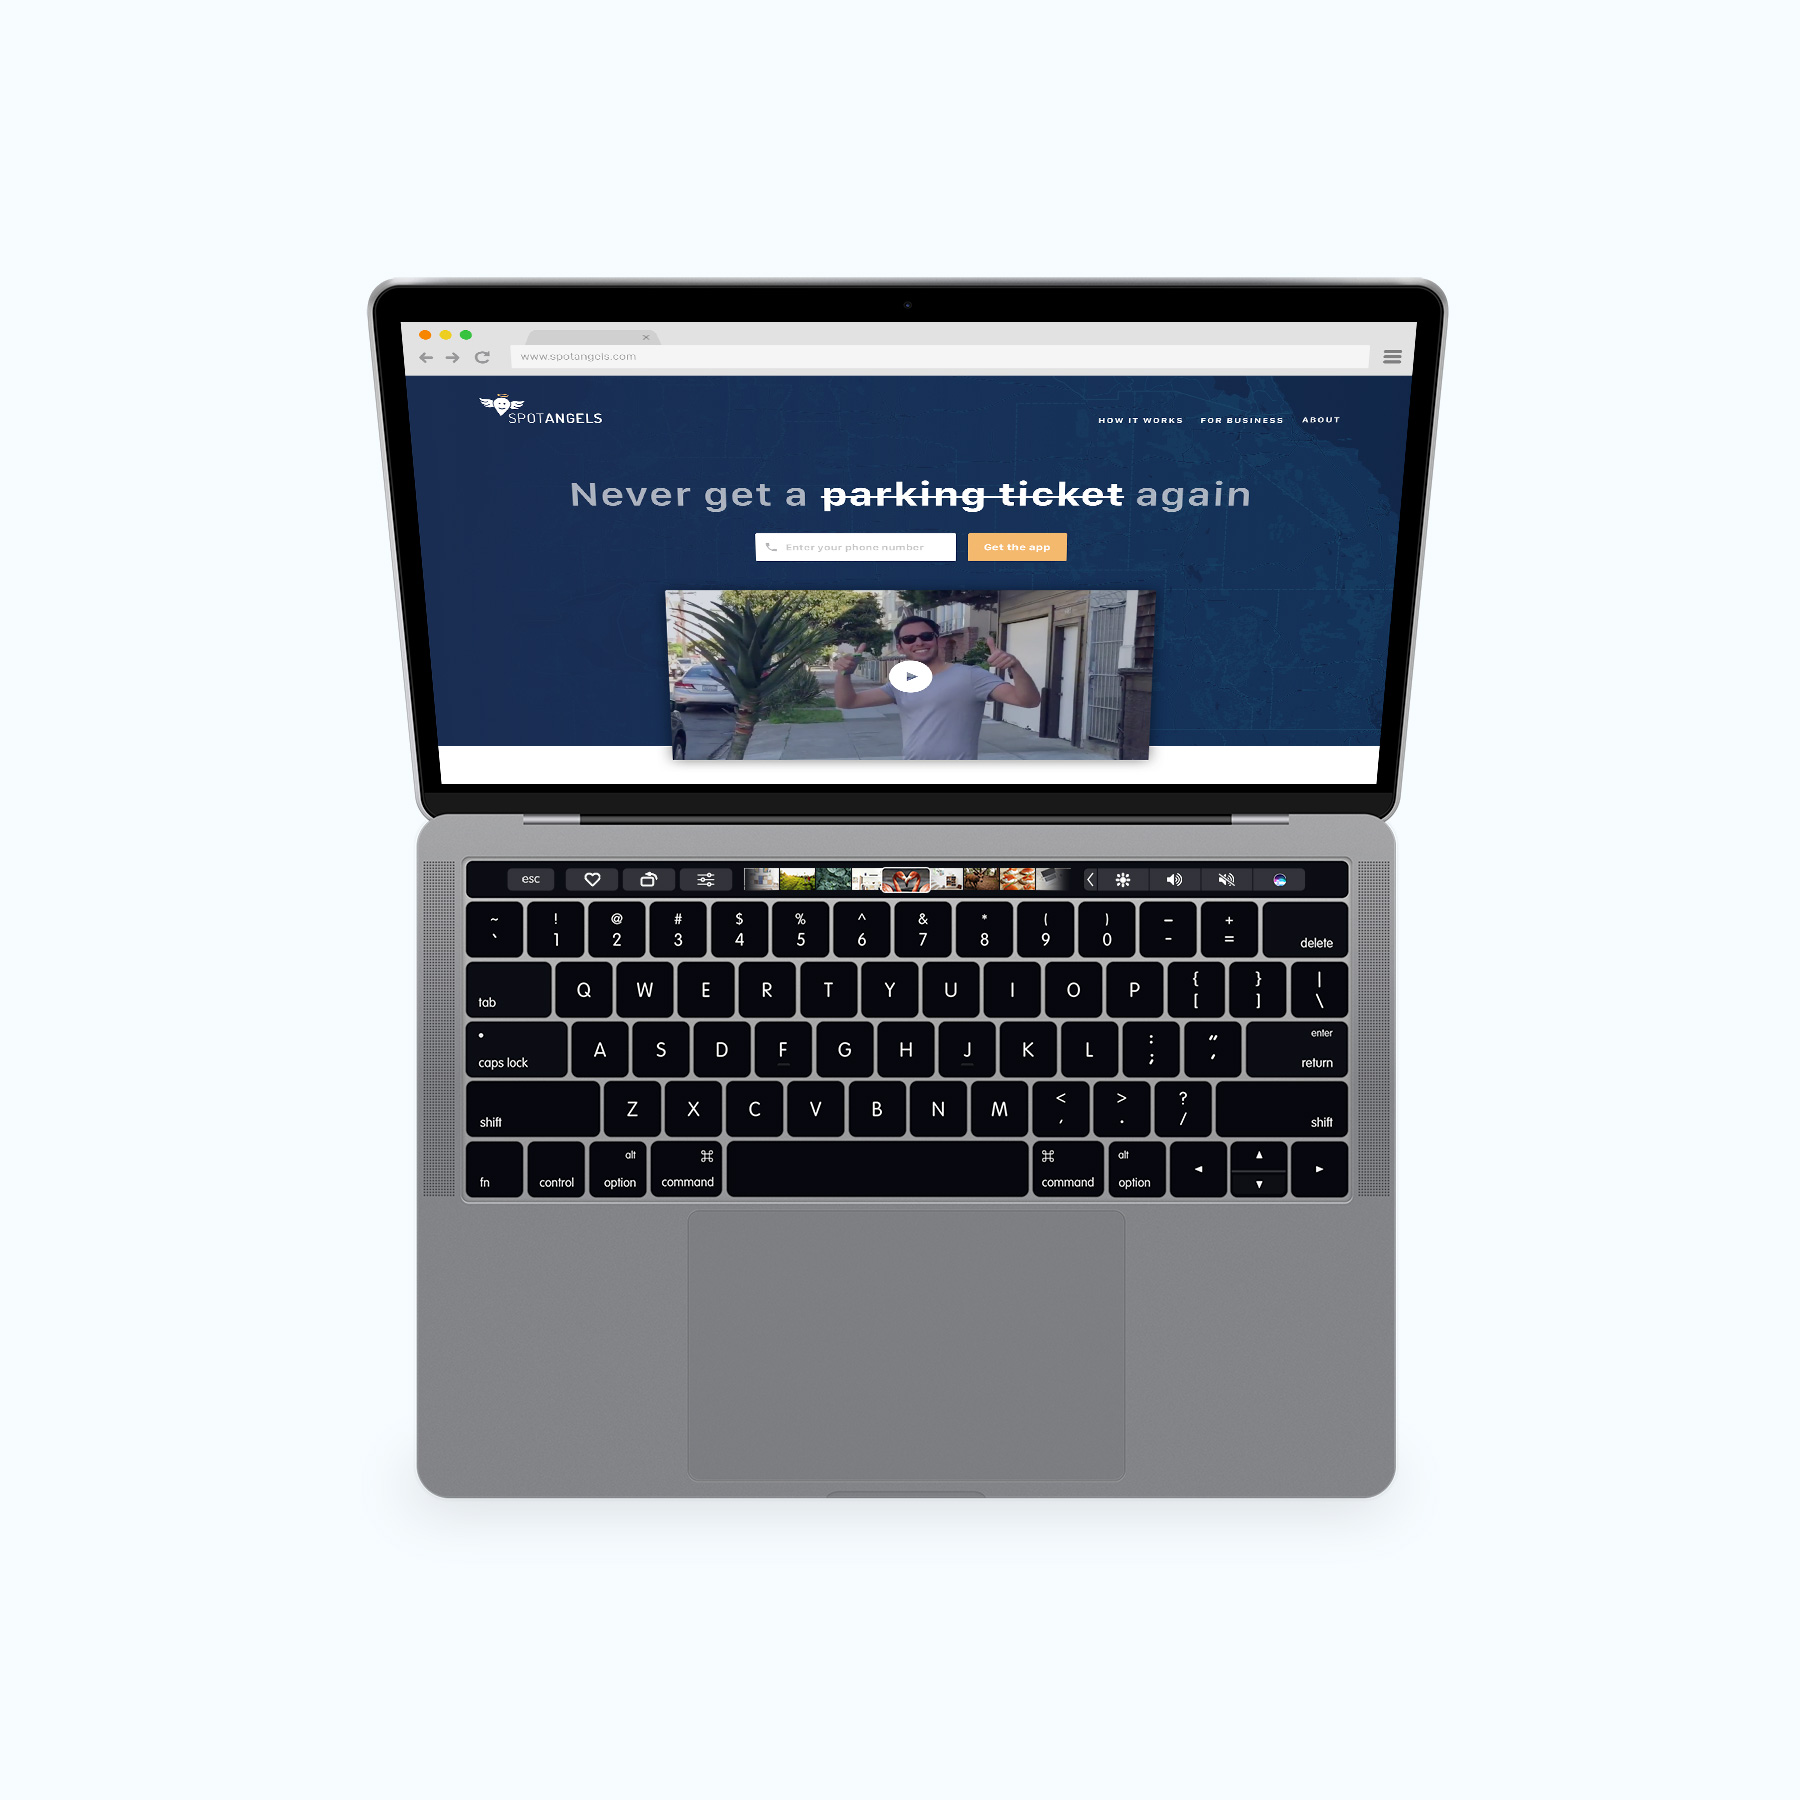 www.spotangels.com
SPOTANGELS
HOW IT WORKS FOR BUSINESS ABOUT
Never get a parking ticket again
Enter your phone number Get the app
esc
~ ! @ # $ % ^ & * ( ) – +
` 1 2 3 4 5 6 7 8 9 0 - = delete
{ } |
tab Q W E R T Y U I O P [ ] \
: “ enter
caps lock A S D F G H J K L ; ‘ return
< > ?
shift Z X C V B N M , . / shift
alt ⌘ ⌘ alt
fn control option command command option